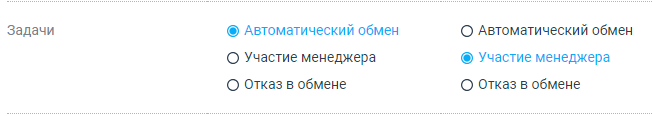 Задачи
Автоматический обмен
Автоматический обмен
Участие менеджера
Участие менеджера
Отказ в обмене
Отказ в обмене